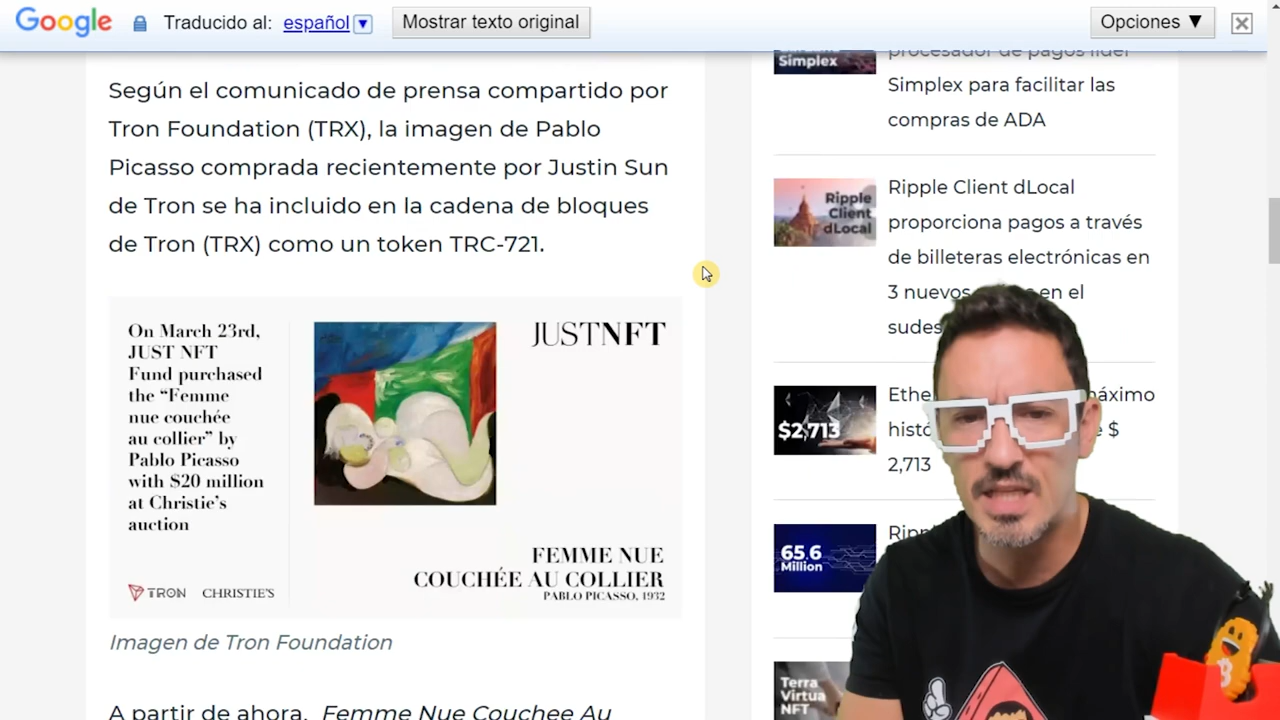 Google
Traducido al: español
Mostrar texto original
Opciones ▼
Según el comunicado de prensa compartido por
Tron Foundation (TRX), la imagen de Pablo
Picasso comprada recientemente por Justin Sun
de Tron se ha incluido en la cadena de bloques
de Tron (TRX) como un token TRC-721.
On March 23rd,
JUST NFT
Fund purchased
the “Femme
nue couchée
au collier” by
Pablo Picasso
with $20 million
at Christie's
auction
TRON CHRISTIE'S
JUSTNFT
FEMME NUE
COUCHÉE AU COLLIER
PABLO PICASSO, 1932
Imagen de Tron Foundation
A partir de ahora, Femme Nue Couchee Au
Simplex
procesador de pagos líder
Simplex para facilitar las
compras de ADA
Ripple
Client
dLocal
Ripple Client dLocal
proporciona pagos a través
de billeteras electrónicas en
3 nuevos en el
$2,713
2,713
65.6
Million
Terra
Virtua
NFT